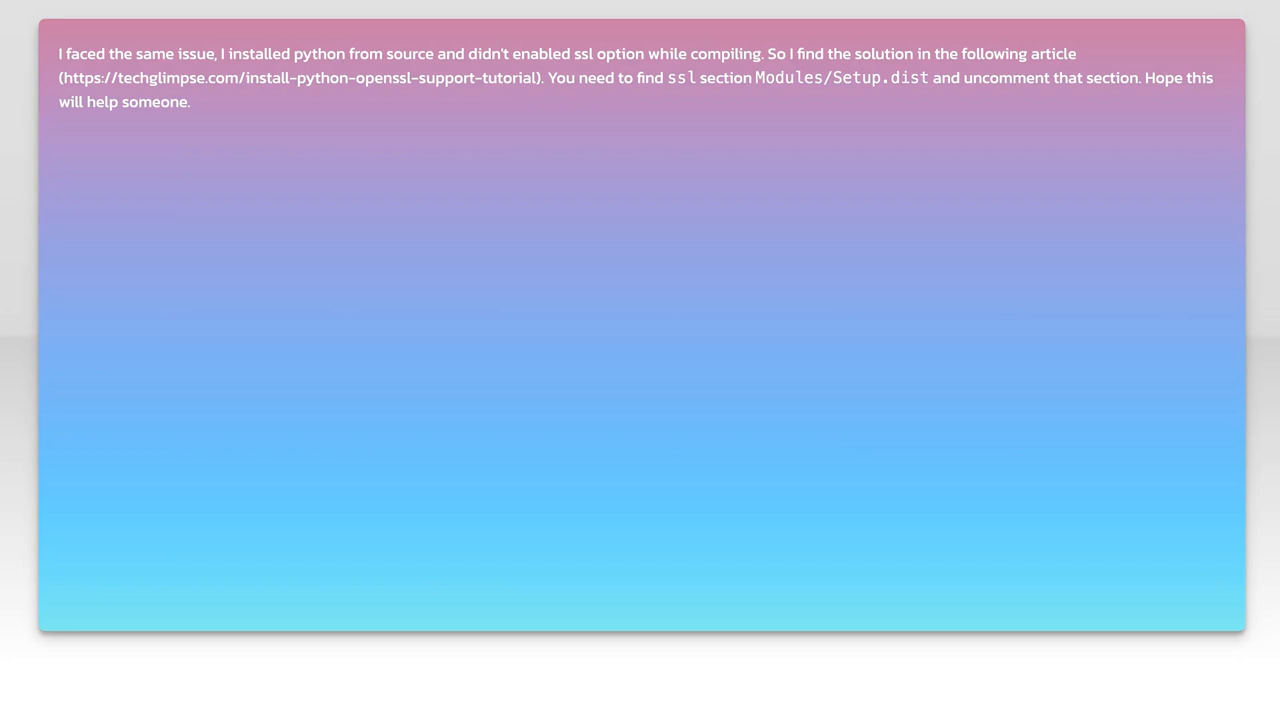 I faced the same issue, I installed python from source and didn't enabled ssl option while compiling. So I find the solution in the following article
(https://techglimpse.com/install-python-openssl-support-tutorial). You need to find ssl section Modules/Setup.dist and uncomment that section. Hope this
will help someone.